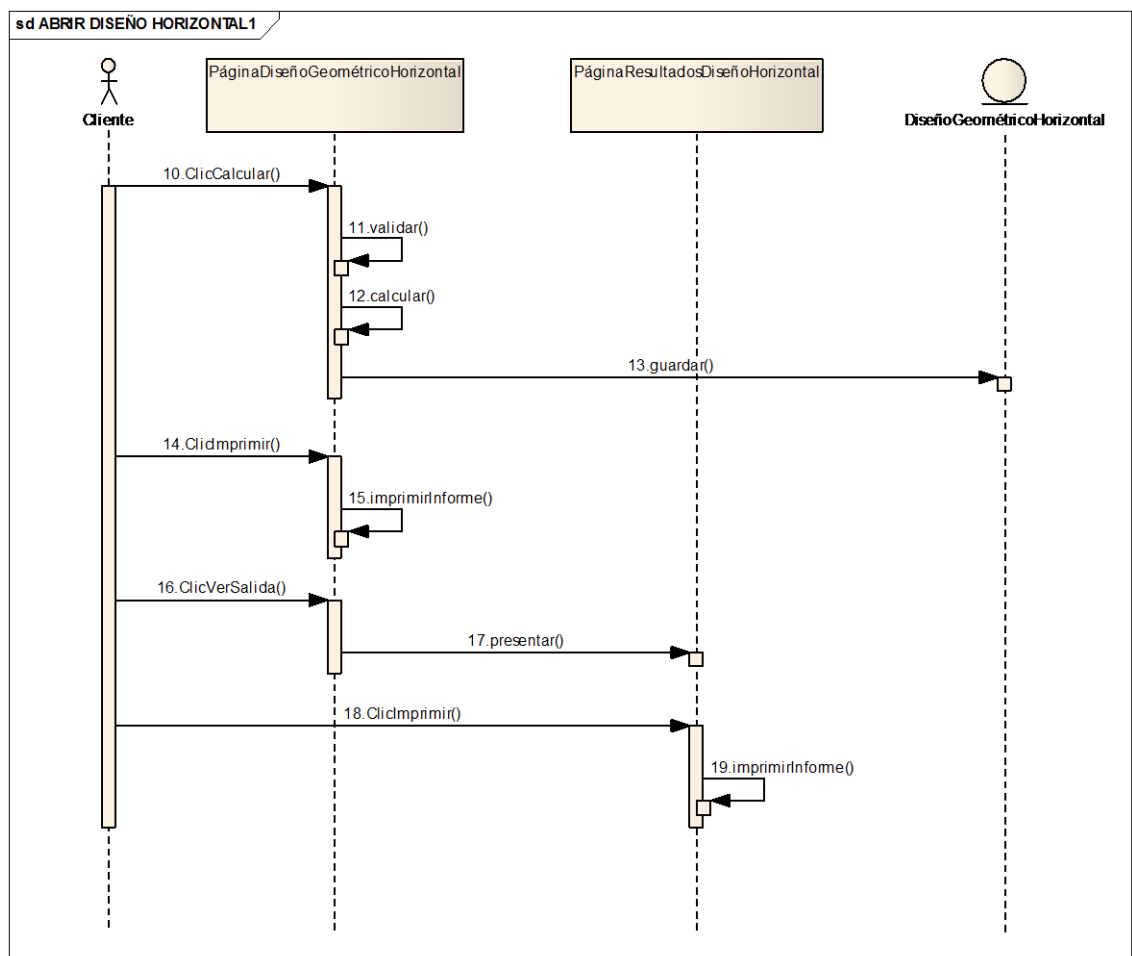 sd ABRIR DISEÑO HORIZONTAL1
PáginaDiseñoGeométricoHorizontal
PáginaResultadosDiseñoHorizontal
Cliente
DiseñoGeométricoHorizontal
10.ClicCalcular()
11.validar()
12.calcular()
13.guardar()
14.ClicImprimir()
15.imprimirInforme()
16.ClicVerSalida()
17.presentar()
18.ClicImprimir()
19.imprimirInforme()